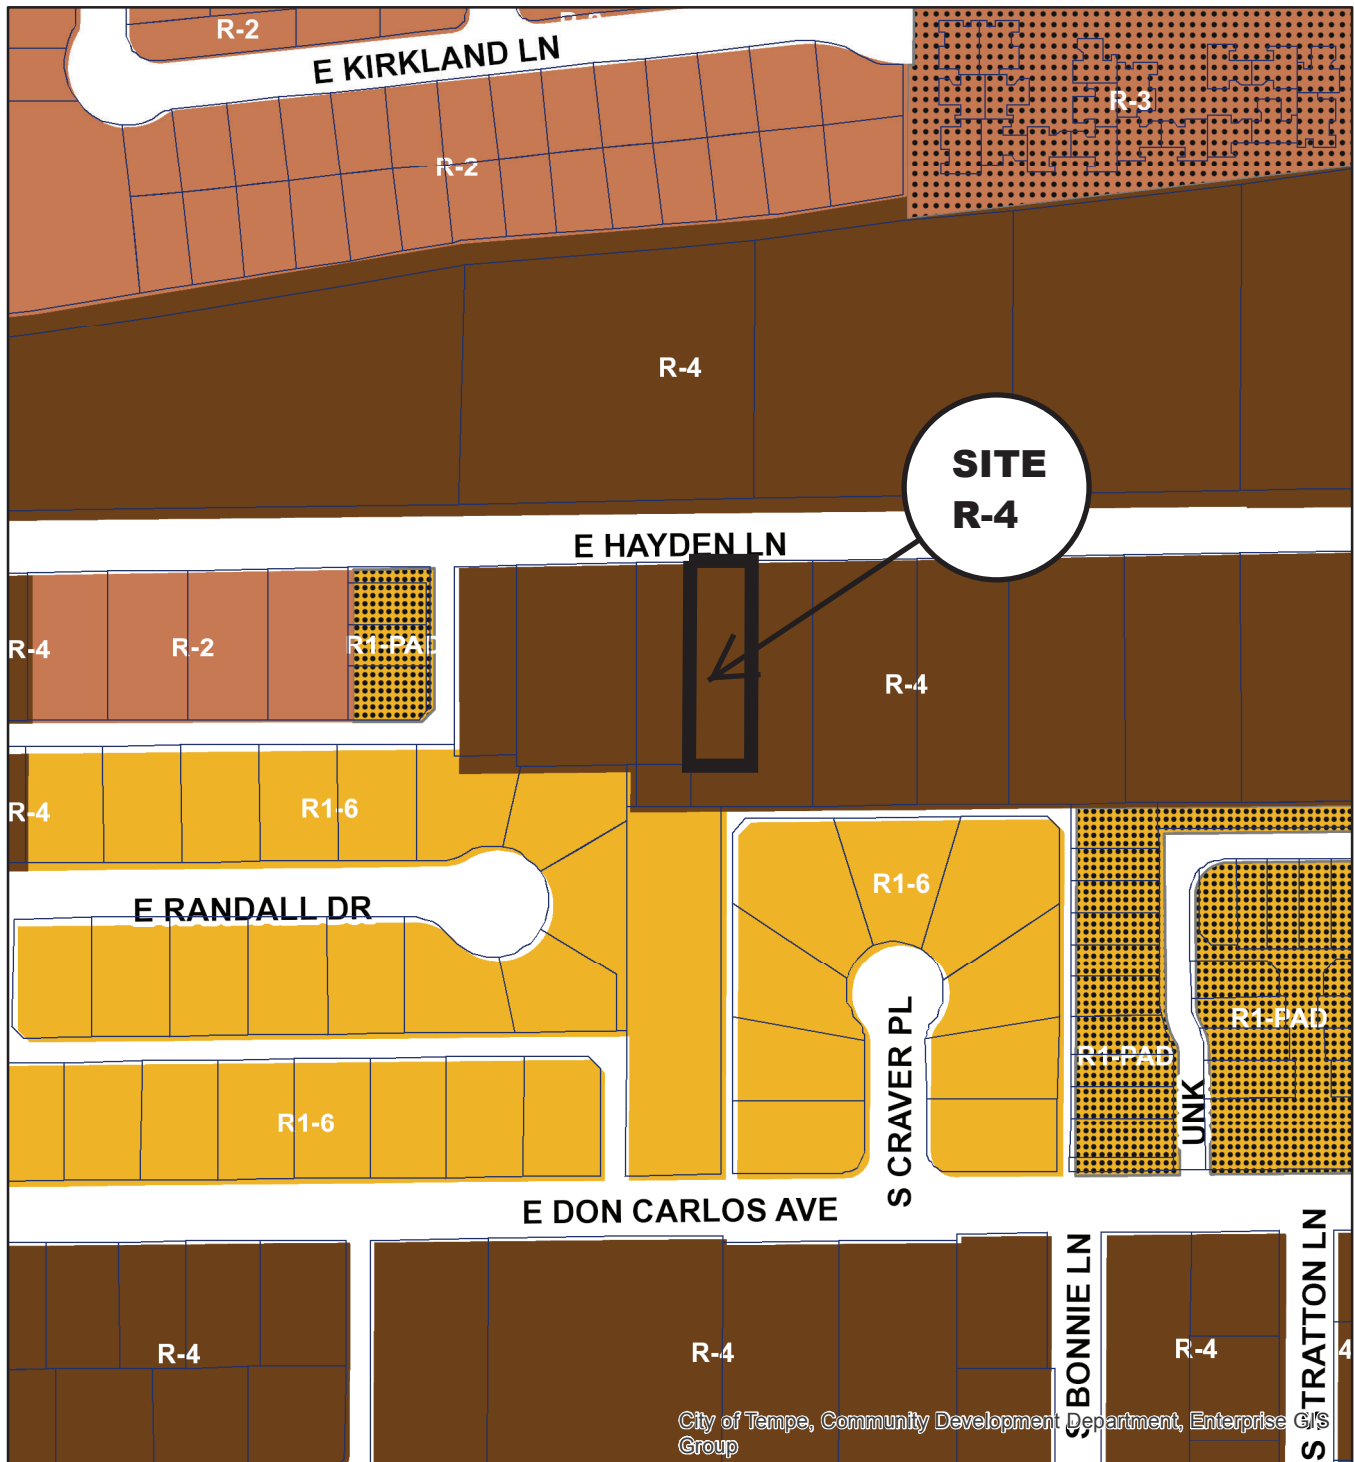 R-2
R-2
E KIRKLAND LN
R-3
R-2
R-4
SITE
R-4
E HAYDEN LN
R-4
R-2
R1-PAD
R-4
R-4
R1-6
R1-6
E RANDALL DR
S CRAVER PL
R1-PAD
R1-PAD
UNK
R1-6
E DON CARLOS AVE
S BONNIE LN
S STRATTON LN
R-4
R-4
R-4
4
City of Tempe, Community Development Department, Enterprise GIS
Group